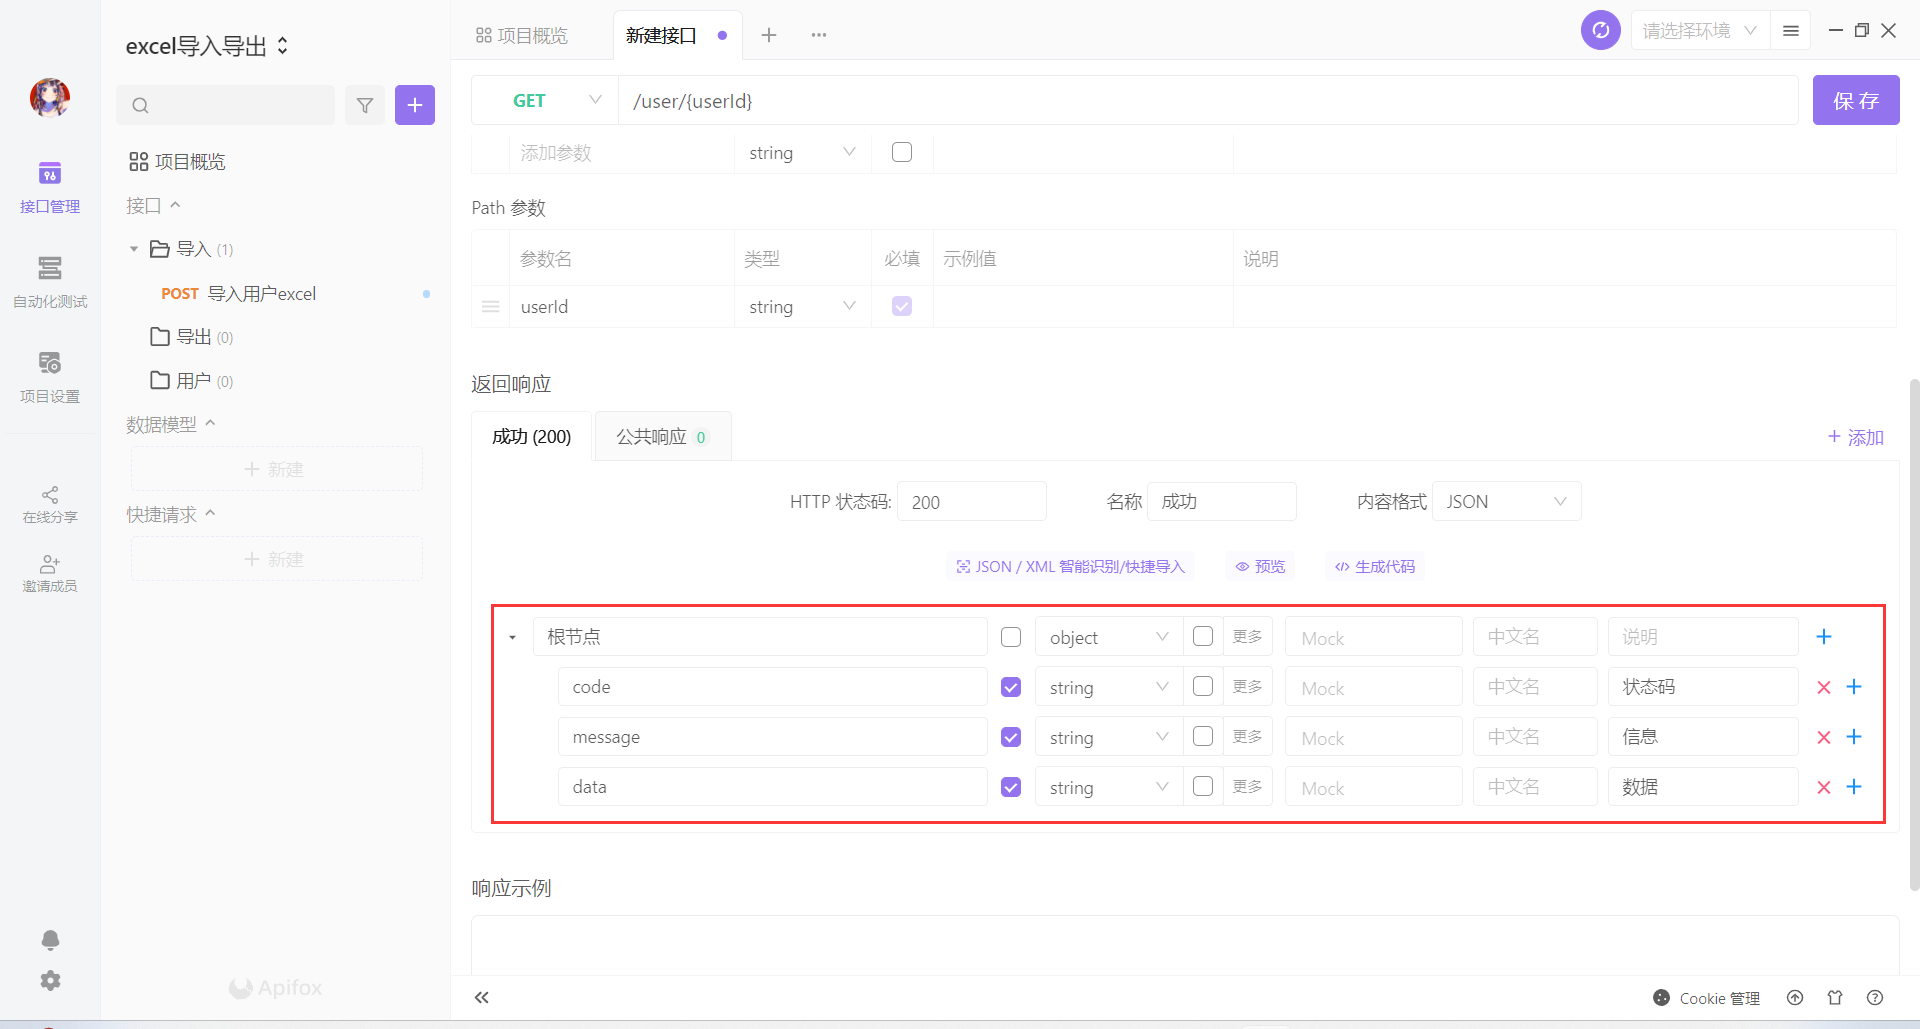 excel导入导出
项目概览
新建接口
请选择环境
GET
/user/{userId}
保 存
接口管理
自动化测试
项目设置
在线分享
邀请成员
项目概览
接口
导入 (1)
POST 导入用户excel
导出 (0)
用户 (0)
数据模型
新建
快捷请求
新建
Apifox
添加参数 string
Path 参数
参数名 类型 必填 示例值 说明
userId string
返回响应
成功 (200) 公共响应 0 添加
HTTP 状态码: 200 名称 成功 内容格式 JSON
JSON / XML 智能识别/快捷导入 预览 </> 生成代码
根节点 object 更多 Mock 中文名 说明
code string 更多 Mock 中文名 状态码
message string 更多 Mock 中文名 信息
data string 更多 Mock 中文名 数据
响应示例
Cookie 管理